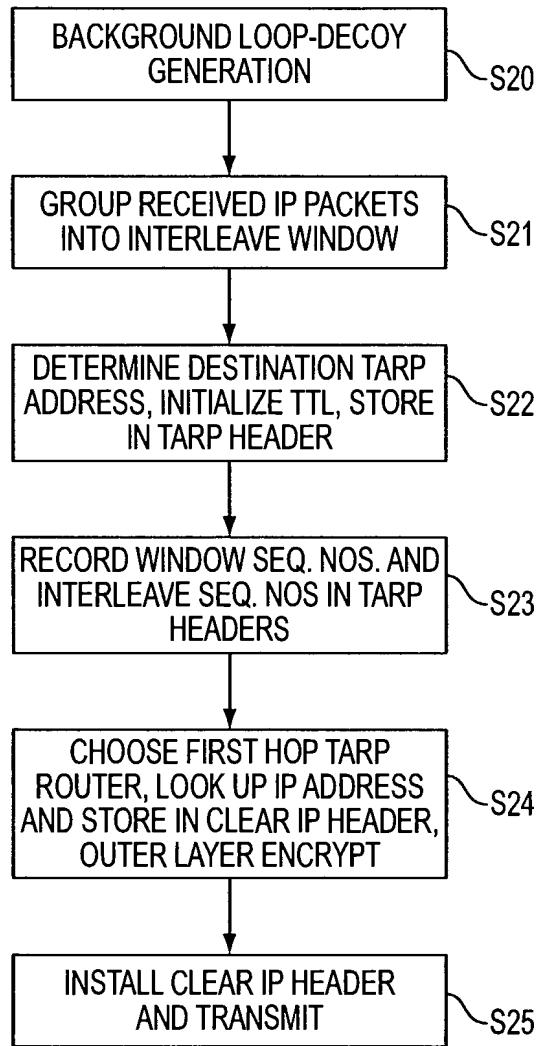 BACKGROUND LOOP-DECOY
GENERATION
S20
GROUP RECEIVED IP PACKETS
INTO INTERLEAVE WINDOW
S21
DETERMINE DESTINATION TARP
ADDRESS, INITIALIZE TTL, STORE
IN TARP HEADER
S22
RECORD WINDOW SEQ. NOS. AND
INTERLEAVE SEQ. NOS IN TARP
HEADERS
S23
CHOOSE FIRST HOP TARP
ROUTER, LOOK UP IP ADDRESS
AND STORE IN CLEAR IP HEADER,
OUTER LAYER ENCRYPT
S24
INSTALL CLEAR IP HEADER
AND TRANSMIT
S25